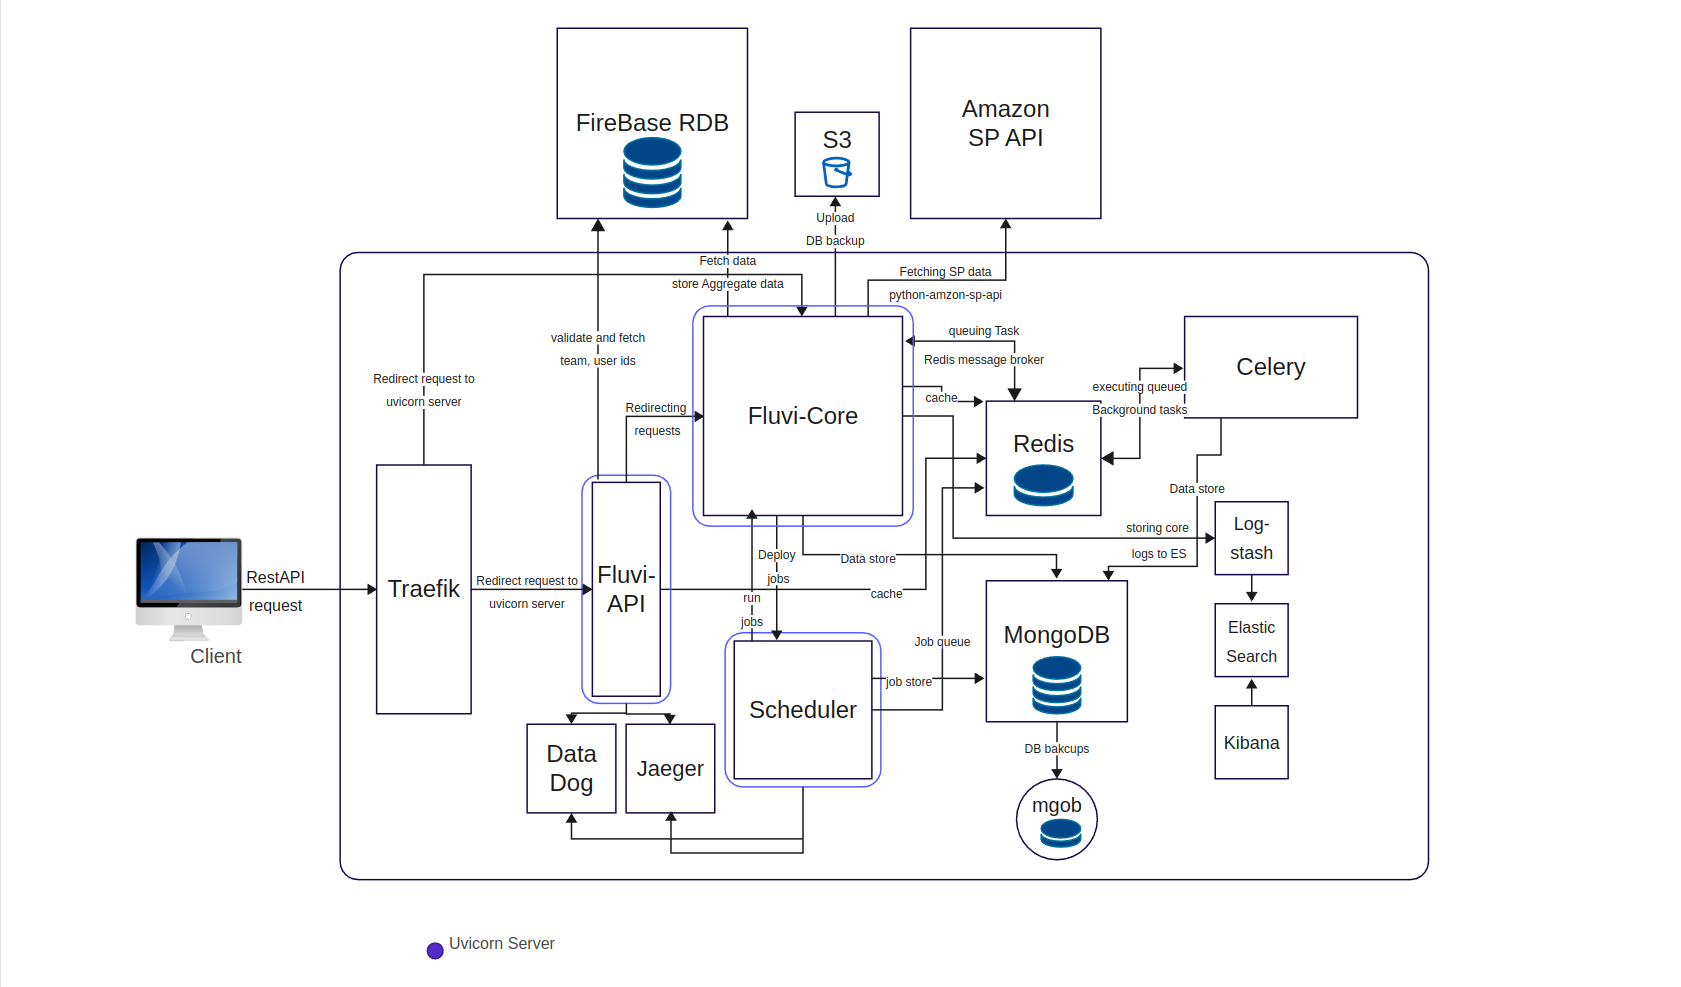 FireBase RDB
S3
Amazon
SP API
Upload
DB backup
Fetch data
store Aggregate data
Fetching SP data
python-amzon-sp-api
validate and fetch
team, user ids
Redirect request to
uvicorn server
Redirecting
requests
Fluvi-Core
queuing Task
Redis message broker
cache
Redis
executing queued
Background tasks
Celery
Data store
storing core
logs to ES
Log-
stash
Elastic
Search
Kibana
RestAPI
request
Client
Traefik
Redirect request to
uvicorn server
Fluvi-
API
Deploy
jobs
run
jobs
Data store
cache
Job queue
job store
Scheduler
MongoDB
DB bakcups
mgob
Data
Dog
Jaeger
Uvicorn Server